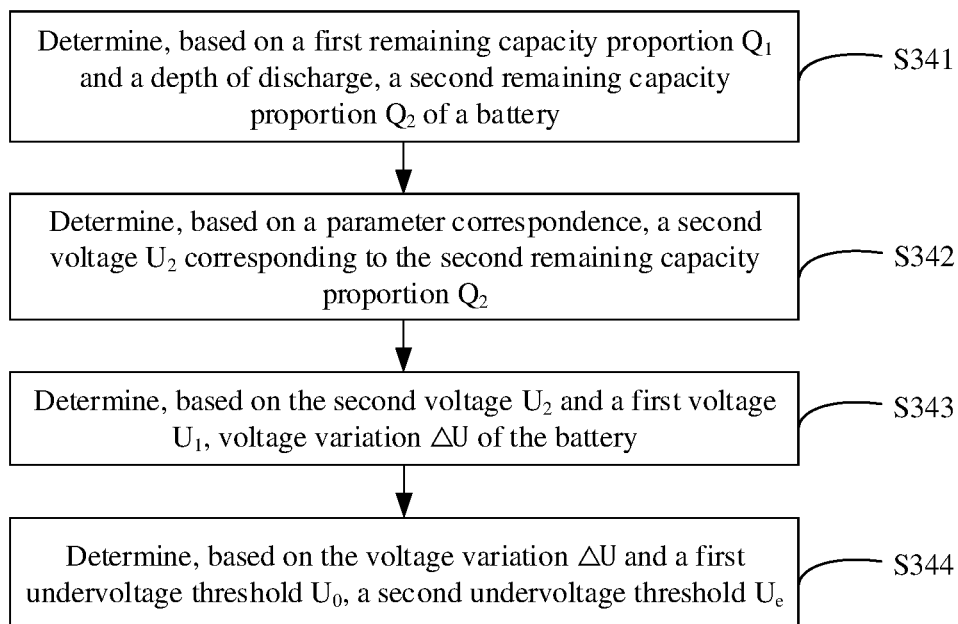 Determine, based on a first remaining capacity proportion Q₁
and a depth of discharge, a second remaining capacity
proportion Q₂ of a battery
S341
Determine, based on a parameter correspondence, a second
voltage U₂ corresponding to the second remaining capacity
proportion Q₂
S342
Determine, based on the second voltage U₂ and a first voltage
U₁, voltage variation △U of the battery
S343
Determine, based on the voltage variation △U and a first
undervoltage threshold U₀, a second undervoltage threshold Uₑ
S344